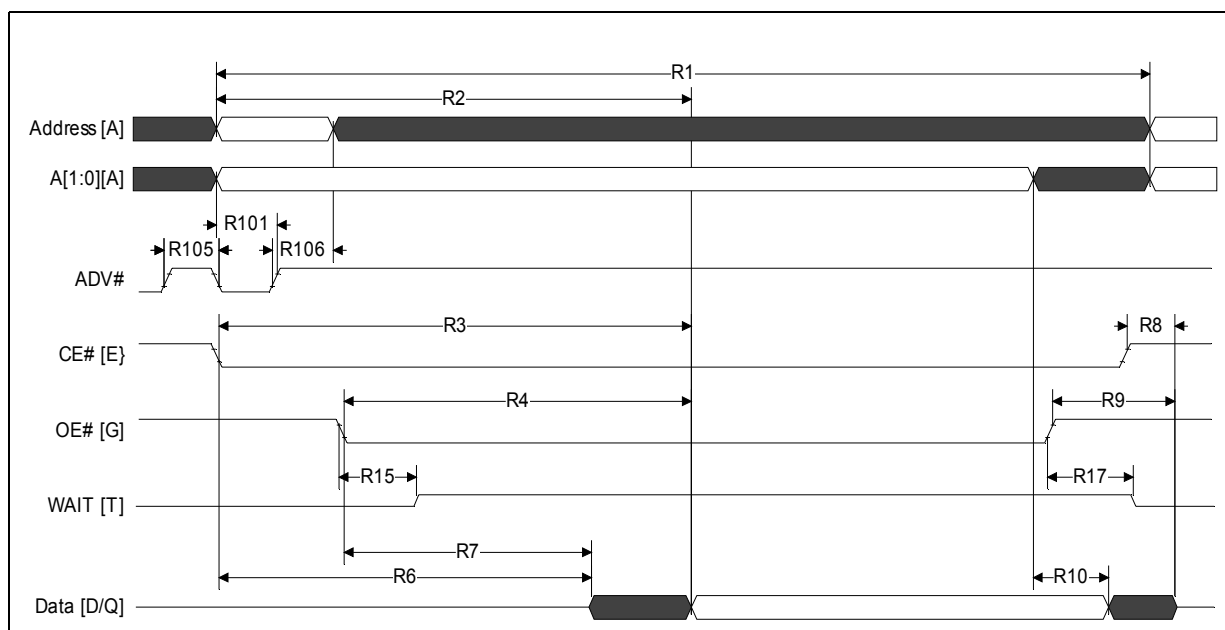 R1
R2
Address [A]
A[1:0][A]
R101
R105
R106
ADV#
R3
R8
CE# [E}
R4
R9
OE# [G]
R15
R17
WAIT [T]
R7
R6
R10
Data [D/Q]